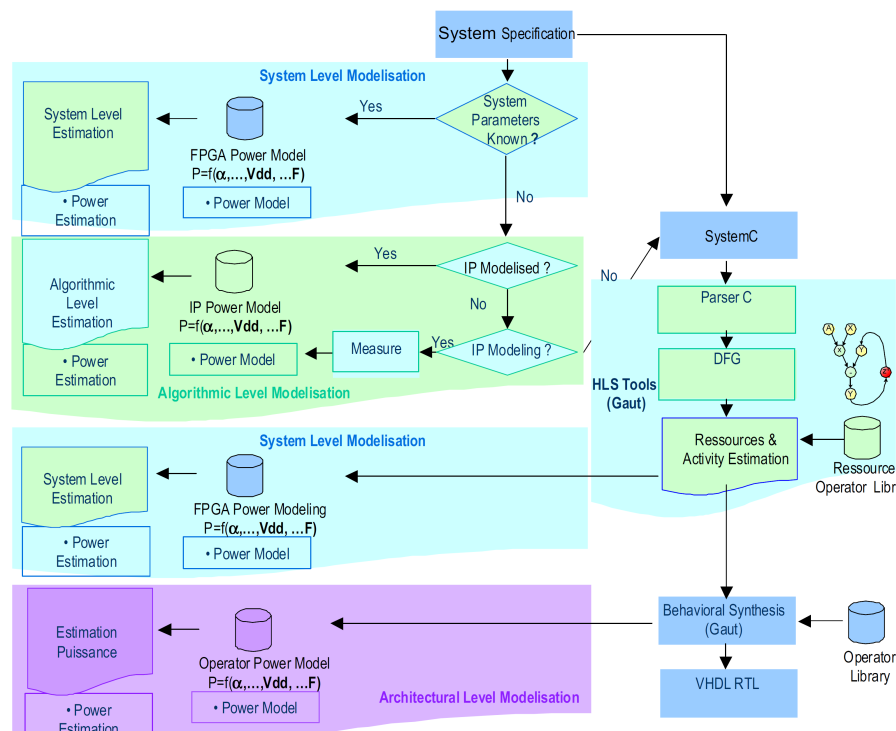 System Specification
System Level Modelisation
System Level
Estimation
Yes
System
Parameters
Known ?
FPGA Power Model
P=f(α,...,Vdd, ...F)
• Power
Estimation
• Power Model
No
SystemC
Algorithmic
Level
Estimation
Yes
IP Modelised ?
No
IP Power Model
P=f(α,...,Vdd, ...F)
No
Parser C
• Power
Estimation
• Power Model
Measure
Yes
IP Modeling ?
Algorithmic Level Modelisation
DFG
HLS Tools
(Gaut)
A
X
x
Y
-
Y
System Level Modelisation
System Level
Estimation
Ressources &
Activity Estimation
Ressource
Operator Libr
FPGA Power Modeling
P=f(α,...,Vdd, ...F)
• Power
Estimation
• Power Model
Estimation
Puissance
Operator Power Model
P=f(α,...,Vdd, ...F)
• Power Model
• Power
Estimation
Architectural Level Modelisation
Behavioral Synthesis
(Gaut)
Operator
Library
VHDL RTL